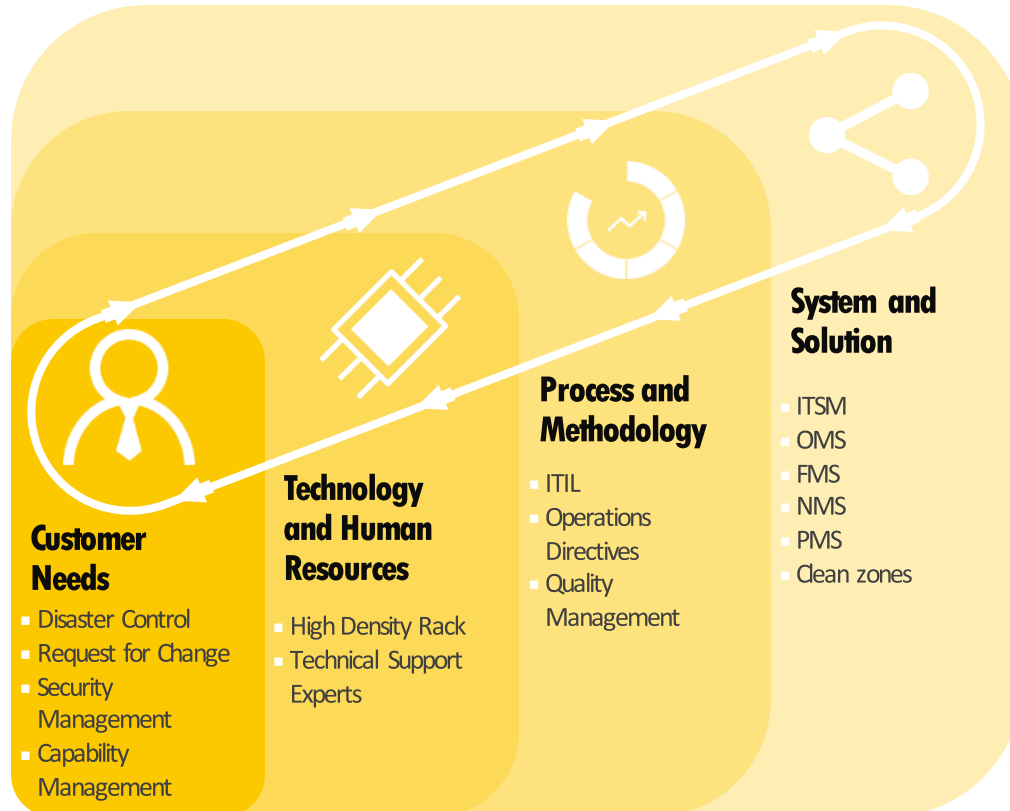 Customer
Needs
Disaster Control
Request for Change
Security
Management
Capability
Management
Technology
and Human
Resources
High Density Rack
Technical Support
Experts
Process and
Methodology
ITIL
Operations
Directives
Quality
Management
System and
Solution
ITSM
OMS
FMS
NMS
PMS
Clean zones